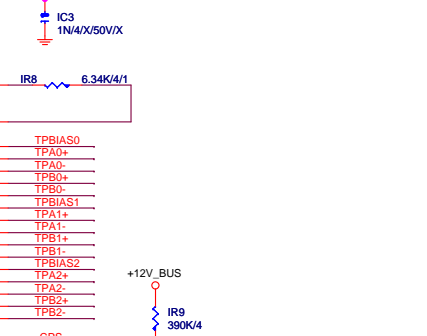 IC3
1N/4/X/50V/X
IR8 6.34K/4/1
TPBIAS0
TPA0+
TPA0-
TPB0+
TPB0-
TPBIAS1
TPA1+
TPA1-
TPB1+
TPB1-
TPBIAS2
TPA2+
TPA2-
TPB2+
TPB2-
+12V_BUS
IR9
390K/4